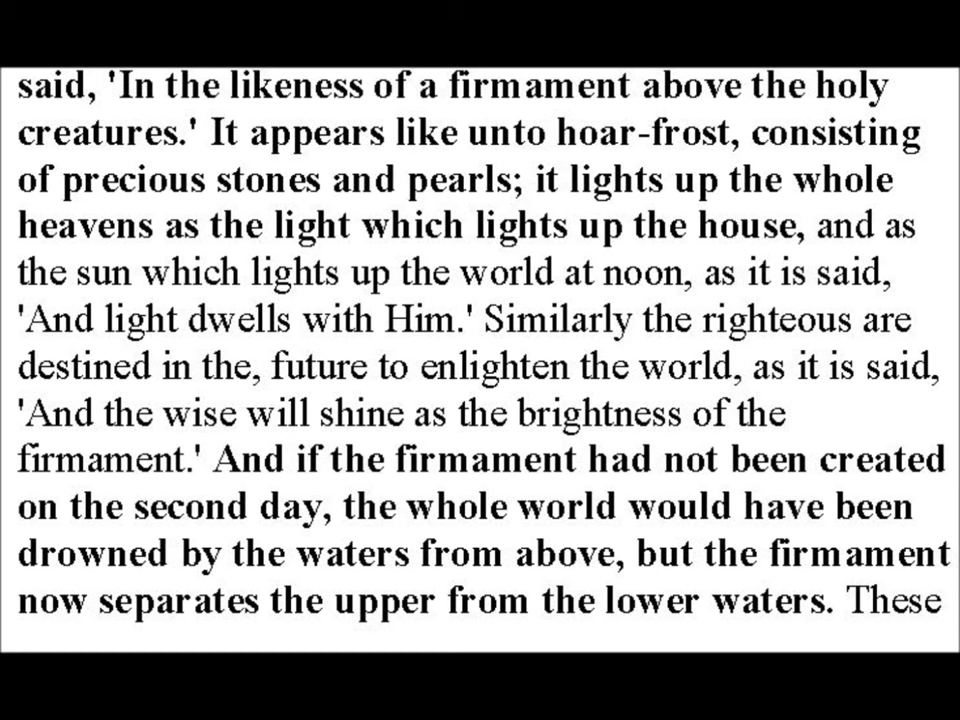 said, 'In the likeness of a firmament above the holy
creatures.' It appears like unto hoar-frost, consisting
of precious stones and pearls; it lights up the whole
heavens as the light which lights up the house, and as
the sun which lights up the world at noon, as it is said,
'And light dwells with Him.' Similarly the righteous are
destined in the, future to enlighten the world, as it is said,
'And the wise will shine as the brightness of the
firmament.' And if the firmament had not been created
on the second day, the whole world would have been
drowned by the waters from above, but the firmament
now separates the upper from the lower waters. These